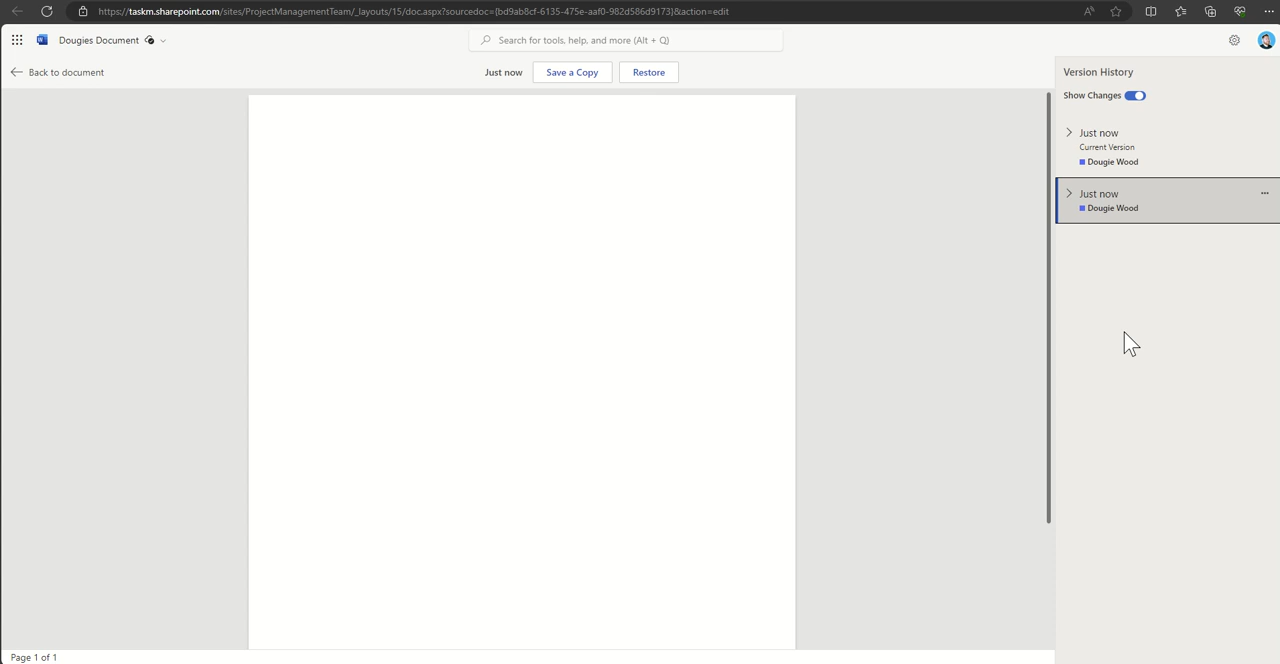 https://taskm.sharepoint.com/sites/ProjectManagementTeam/_layouts/15/doc.aspx?sourcedoc={bd9ab8cf-6135-475e-aaf0-982d586d9173}&action=edit
Dougies Document
Search for tools, help, and more (Alt + Q)
Back to document
Just now
Save a Copy
Restore
Version History
Show Changes
Just now
Current Version
Dougie Wood
Just now
Dougie Wood
Page 1 of 1